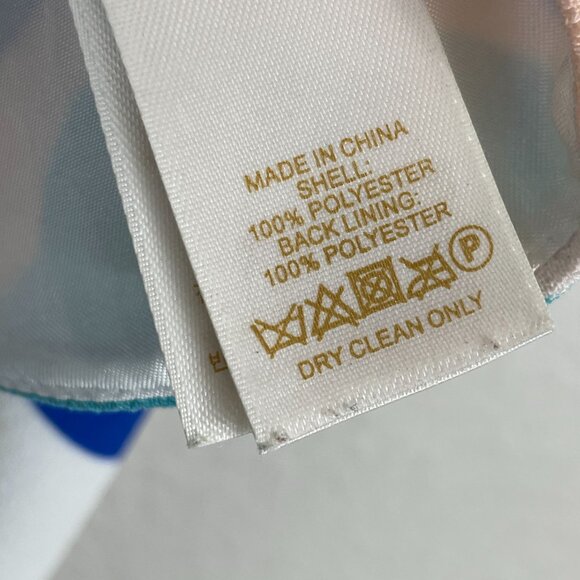 MADE IN CHINA
SHELL:
100% POLYESTER
BACK LINING:
100% POLYESTER
P
DRY CLEAN ONLY